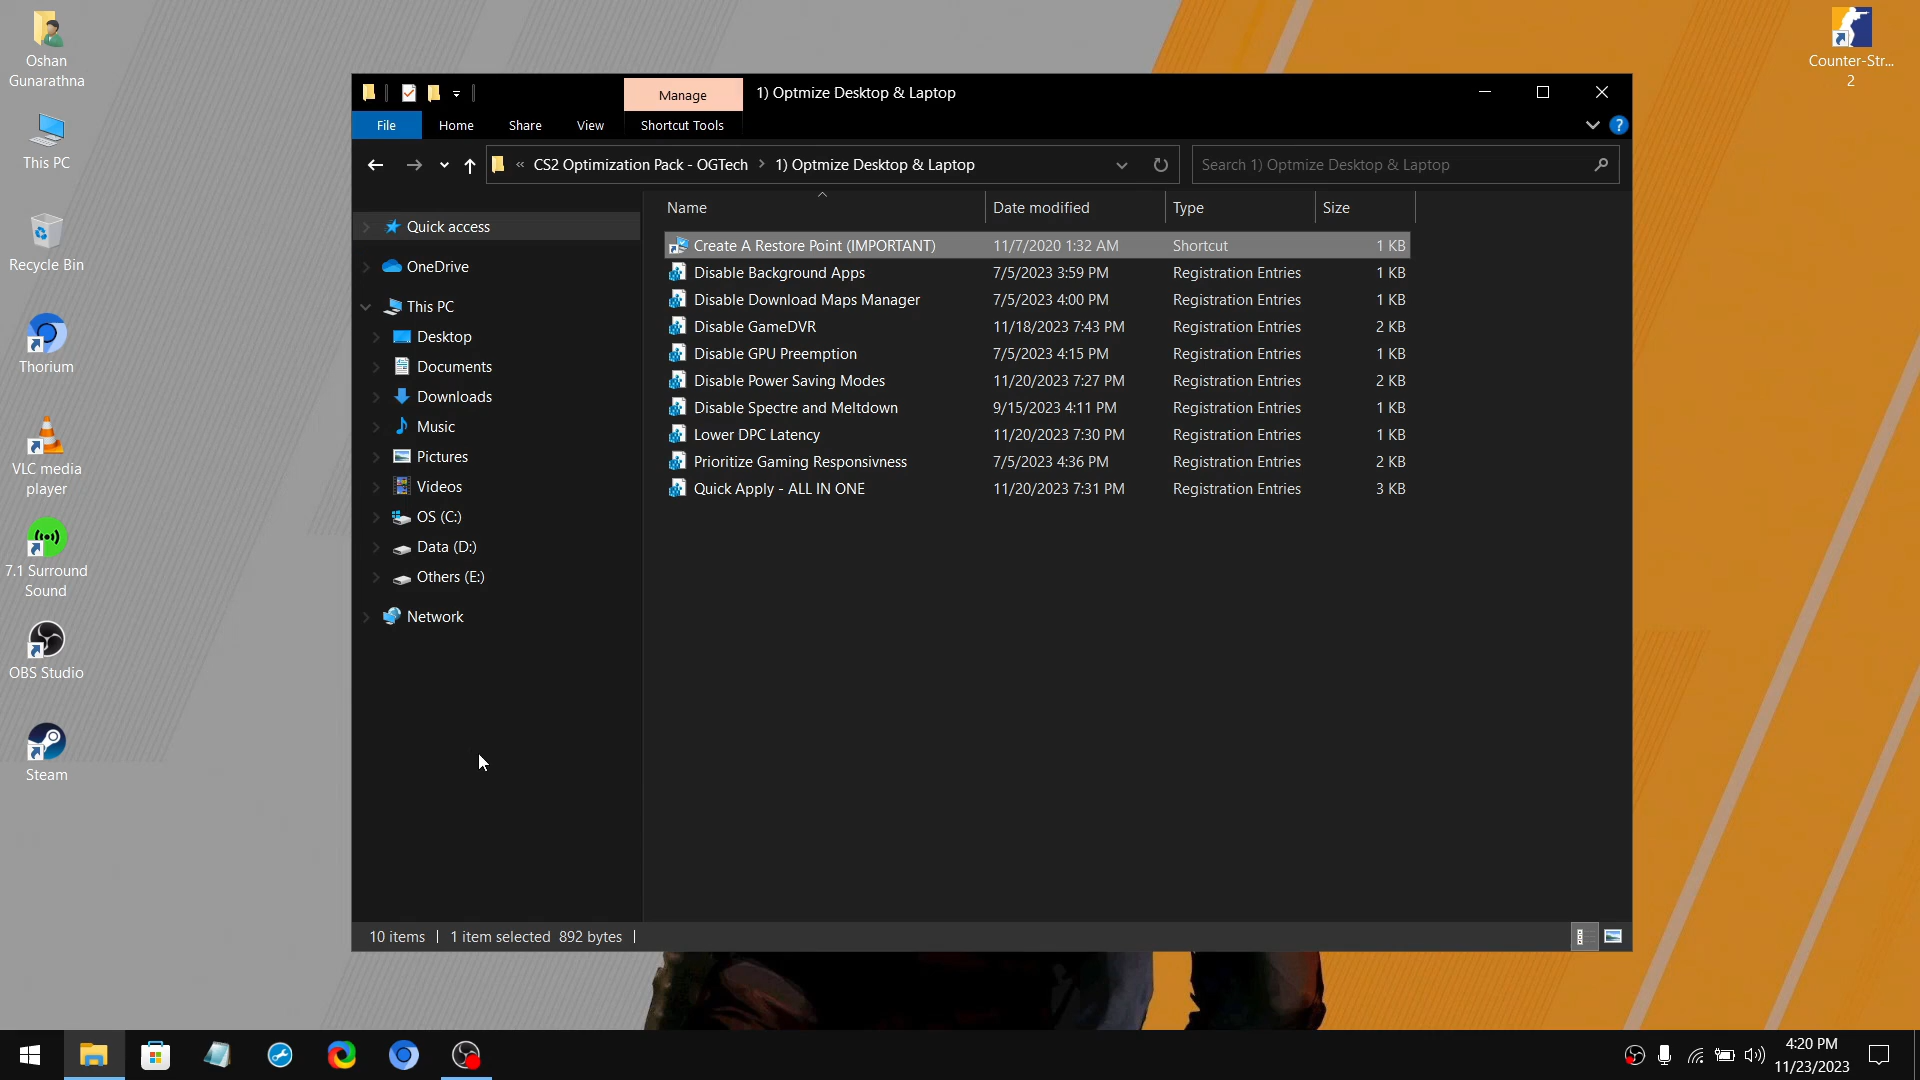 Oshan
Gunarathna
This PC
Recycle Bin
Thorium
VLC media
player
7.1 Surround
Sound
OBS Studio
Steam
Counter-Str...
2
Manage
1) Optmize Desktop & Laptop
File
Home
Share
View
Shortcut Tools
?
« CS2 Optimization Pack - OGTech > 1) Optmize Desktop & Laptop
Search 1) Optmize Desktop & Laptop
Quick access
OneDrive
This PC
Desktop
Documents
Downloads
Music
Pictures
Videos
OS (C:)
Data (D:)
Others (E:)
Network
Name Date modified Type Size
Create A Restore Point (IMPORTANT) 11/7/2020 1:32 AM Shortcut 1 KB
Disable Background Apps 7/5/2023 3:59 PM Registration Entries 1 KB
Disable Download Maps Manager 7/5/2023 4:00 PM Registration Entries 1 KB
Disable GameDVR 11/18/2023 7:43 PM Registration Entries 2 KB
Disable GPU Preemption 7/5/2023 4:15 PM Registration Entries 1 KB
Disable Power Saving Modes 11/20/2023 7:27 PM Registration Entries 2 KB
Disable Spectre and Meltdown 9/15/2023 4:11 PM Registration Entries 1 KB
Lower DPC Latency 11/20/2023 7:30 PM Registration Entries 1 KB
Prioritize Gaming Responsivness 7/5/2023 4:36 PM Registration Entries 2 KB
Quick Apply - ALL IN ONE 11/20/2023 7:31 PM Registration Entries 3 KB
10 items | 1 item selected 892 bytes |
4:20 PM
11/23/2023